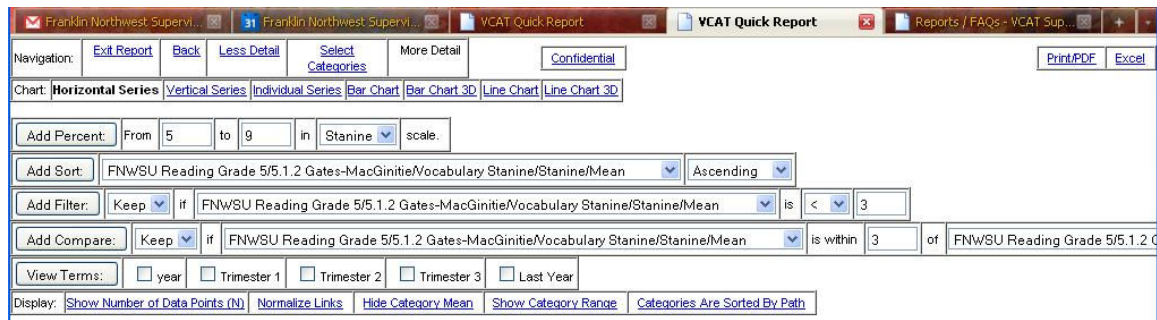 Franklin Northwest Supervi... 31 Franklin Northwest Supervi... VCAT Quick Report VCAT Quick Report Reports / FAQs - VCAT Sup...
Navigation: Exit Report Back Less Detail Select Categories More Detail Confidential Print/PDF Excel
Chart: Horizontal Series Vertical Series Individual Series Bar Chart Bar Chart 3D Line Chart Line Chart 3D
Add Percent: From 5 to 9 in Stanine scale.
Add Sort: FNWSU Reading Grade 5/5.1.2 Gates-MacGinitie/Vocabulary Stanine/Stanine/Mean Ascending
Add Filter: Keep if FNWSU Reading Grade 5/5.1.2 Gates-MacGinitie/Vocabulary Stanine/Stanine/Mean is < 3
Add Compare: Keep if FNWSU Reading Grade 5/5.1.2 Gates-MacGinitie/Vocabulary Stanine/Stanine/Mean is within 3 of FNWSU Reading Grade 5/5.1.2
View Terms: year Trimester 1 Trimester 2 Trimester 3 Last Year
Display: Show Number of Data Points (N) Normalize Links Hide Category Mean Show Category Range Categories Are Sorted By Path